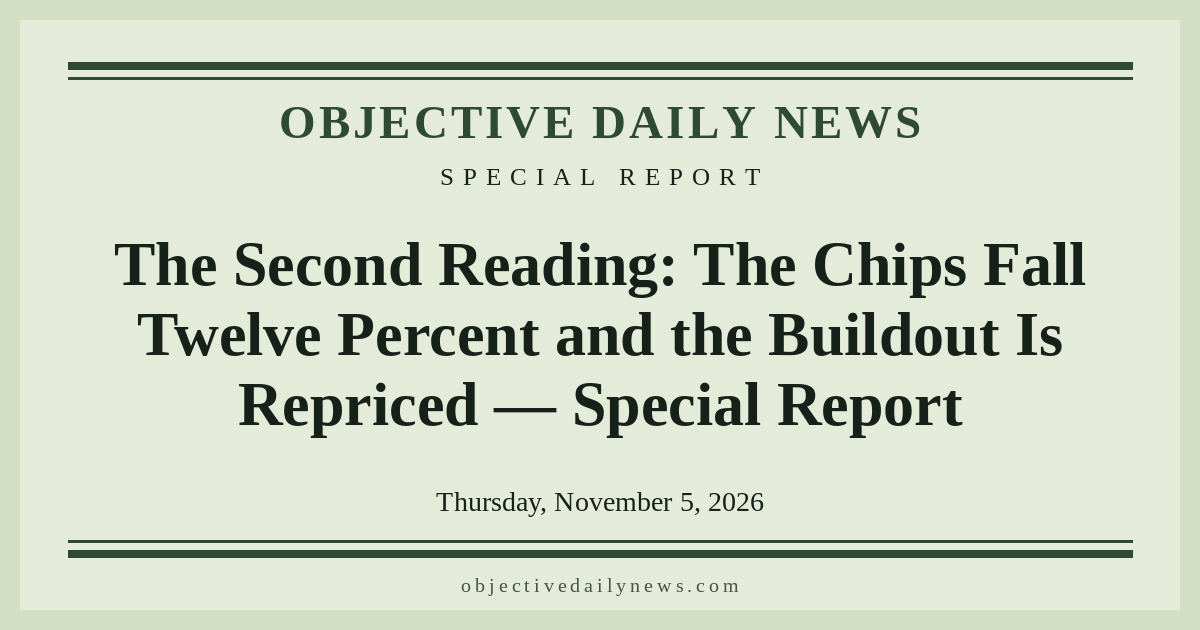 OBJECTIVE DAILY NEWS
SPECIAL REPORT
The Second Reading: The Chips Fall
Twelve Percent and the Buildout Is
Repriced — Special Report
Thursday, November 5, 2026
objectivedailynews.com